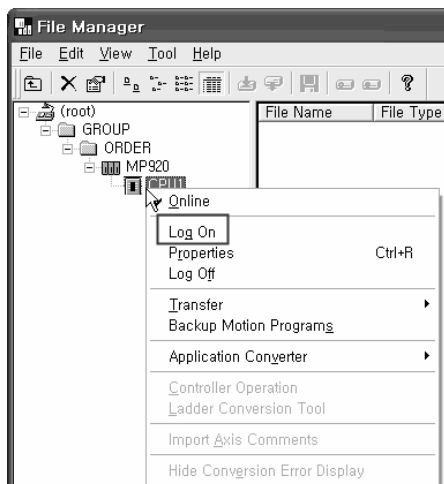 File Manager
File Edit View Tool Help
(root)
GROUP
ORDER
MP920
CPU1
File Name File Type
Online
Log On
Properties Ctrl+R
Log Off
Transfer
Backup Motion Programs
Application Converter
Controller Operation
Ladder Conversion Tool
Import Axis Comments
Hide Conversion Error Display